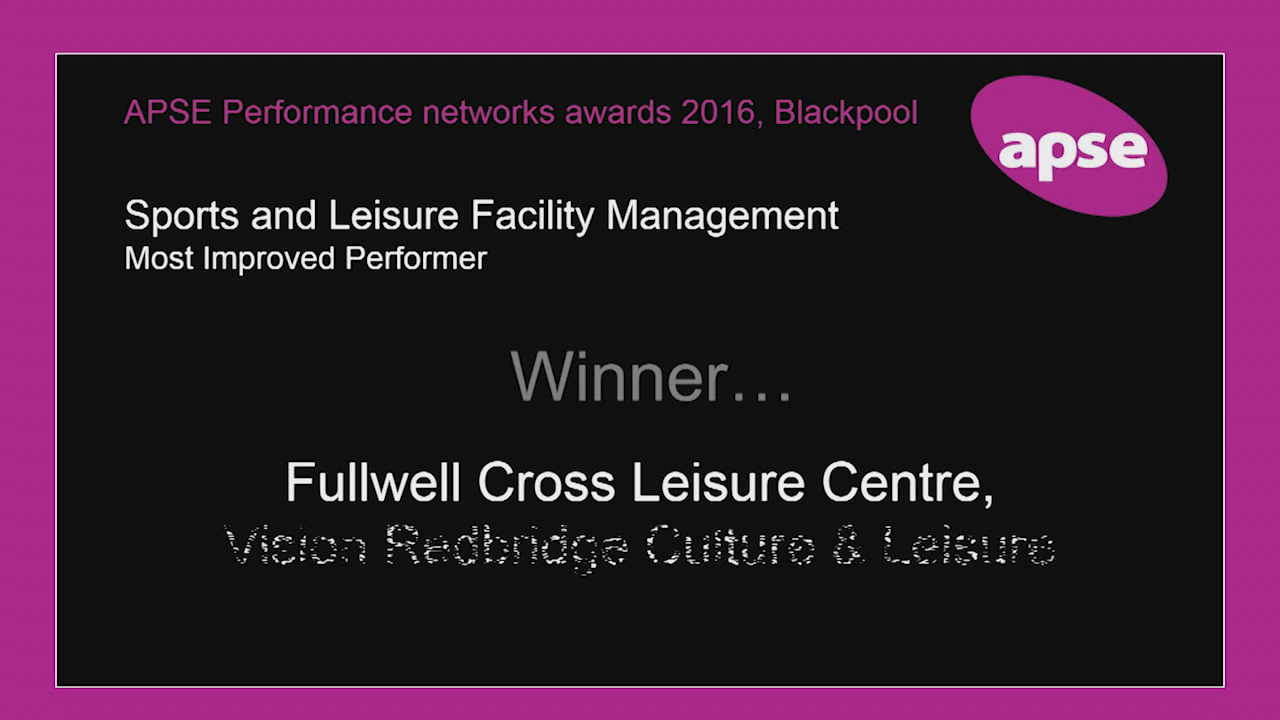 APSE Performance networks awards 2016, Blackpool
apse
Sports and Leisure Facility Management
Most Improved Performer
Winner…
Fullwell Cross Leisure Centre,
Vision Redbridge Culture & Leisure